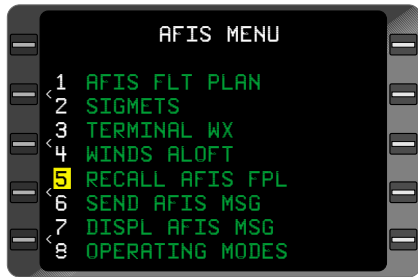 AFIS MENU
1 AFIS FLT PLAN
2 SIGMETS
3 TERMINAL WX
4 WINDS ALOFT
5 RECALL AFIS FPL
6 SEND AFIS MSG
7 DISPL AFIS MSG
8 OPERATING MODES